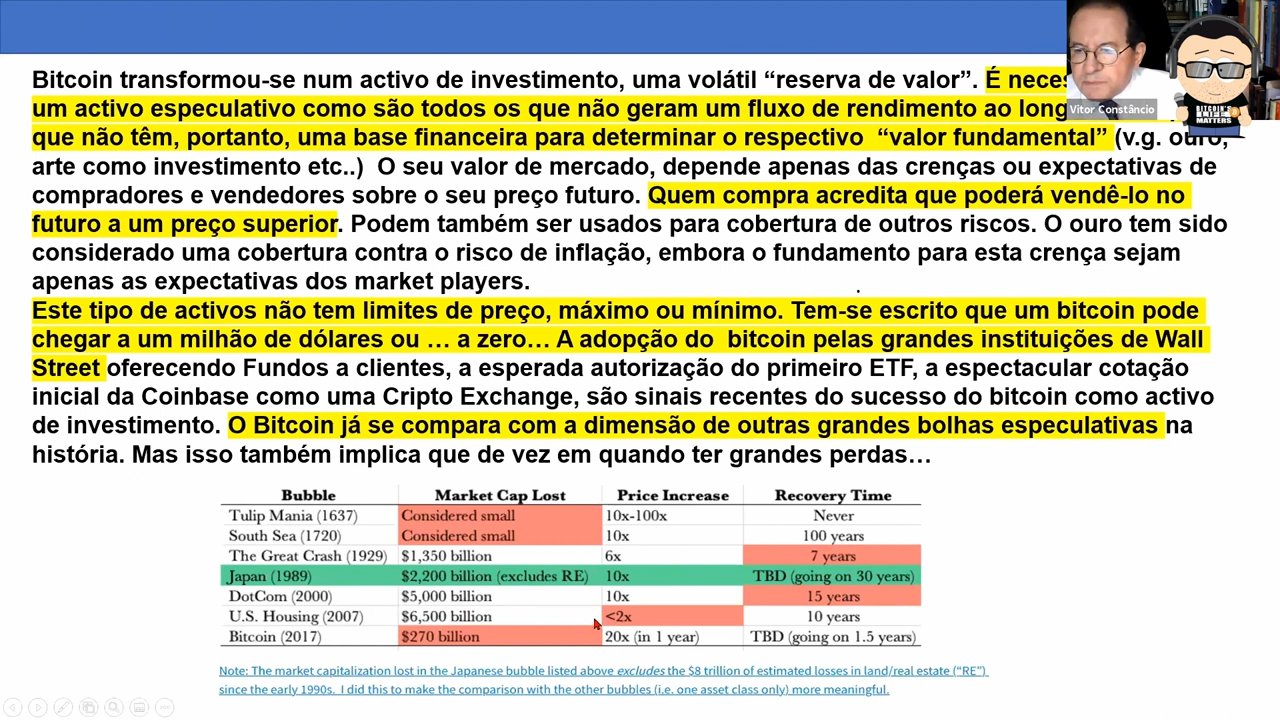 Bitcoin transformou-se num activo de investimento, uma volátil “reserva de valor”. É
um activo especulativo como são todos os que não geram um fluxo de rendimento ao
que não têm, portanto, uma base financeira para determinar o respectivo “valor fundamental” (v.g. ouro,
arte como investimento etc..) O seu valor de mercado, depende apenas das crenças ou expectativas de
compradores e vendedores sobre o seu preço futuro. Quem compra acredita que poderá vendê-lo no
futuro a um preço superior. Podem também ser usados para cobertura de outros riscos. O ouro tem sido
considerado uma cobertura contra o risco de inflação, embora o fundamento para esta crença sejam
apenas as expectativas dos market players.
Este tipo de activos não tem limites de preço, máximo ou mínimo. Tem-se escrito que um bitcoin pode
chegar a um milhão de dólares ou … a zero… A adopção do bitcoin pelas grandes instituições de Wall
Street oferecendo Fundos a clientes, a esperada autorização do primeiro ETF, a espectacular cotação
inicial da Coinbase como uma Cripto Exchange, são sinais recentes do sucesso do bitcoin como activo
de investimento. O Bitcoin já se compara com a dimensão de outras grandes bolhas especulativas na
história. Mas isso também implica que de vez em quando ter grandes perdas…
Vitor Constâncio
BITCOIN'S
MATTERS
Bubble Market Cap Lost Price Increase Recovery Time
Tulip Mania (1637) Considered small 10x-100x Never
South Sea (1720) Considered small 10x 100 years
The Great Crash (1929) $1,350 billion 6x 7 years
Japan (1989) $2,200 billion (excludes RE) 10x TBD (going on 30 years)
DotCom (2000) $5,000 billion 10x 15 years
U.S. Housing (2007) $6,500 billion <2x 10 years
Bitcoin (2017) $270 billion 20x (in 1 year) TBD (going on 1.5 years)
Note: The market capitalization lost in the Japanese bubble listed above excludes the $8 trillion of estimated losses in land/real estate (“RE”)
since the early 1990s. I did this to make the comparison with the other bubbles (i.e. one asset class only) more meaningful.